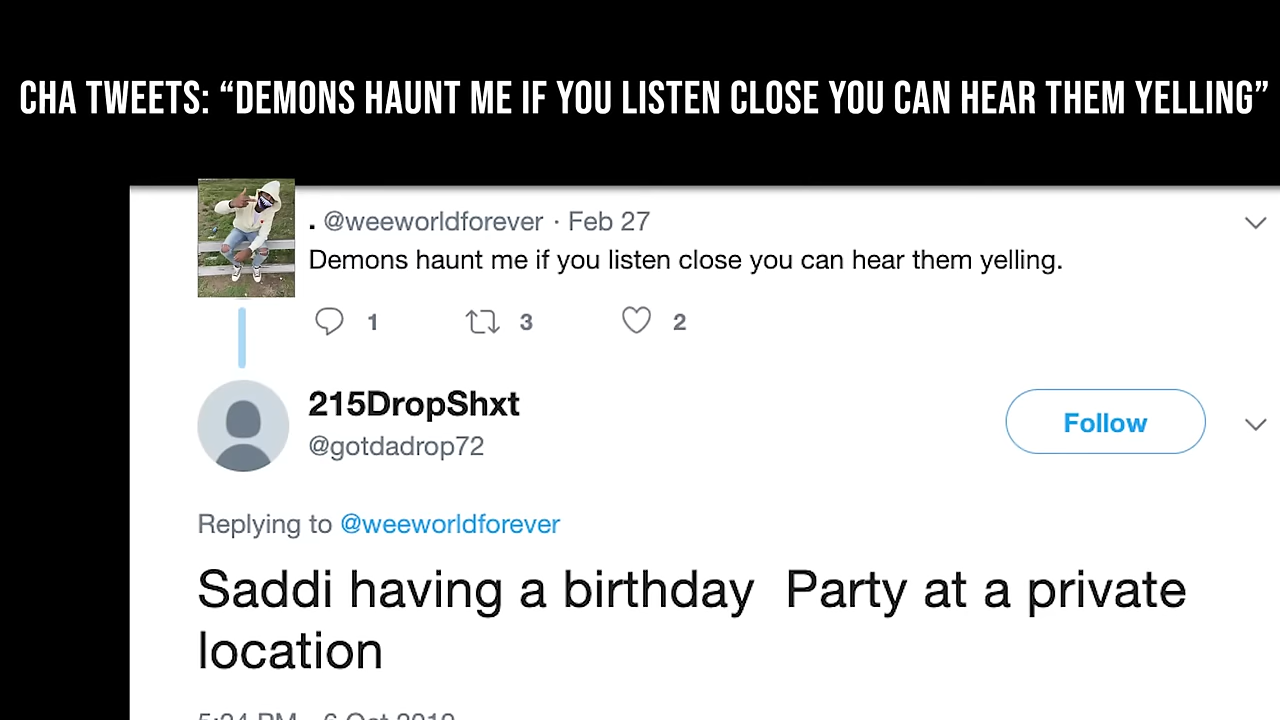 CHA TWEETS: “DEMONS HAUNT ME IF YOU LISTEN CLOSE YOU CAN HEAR THEM YELLING”
. @weeworldforever · Feb 27
Demons haunt me if you listen close you can hear them yelling.
1 3 2
215DropShxt
Follow
@gotdadrop72
Replying to @weeworldforever
Saddi having a birthday Party at a private
location